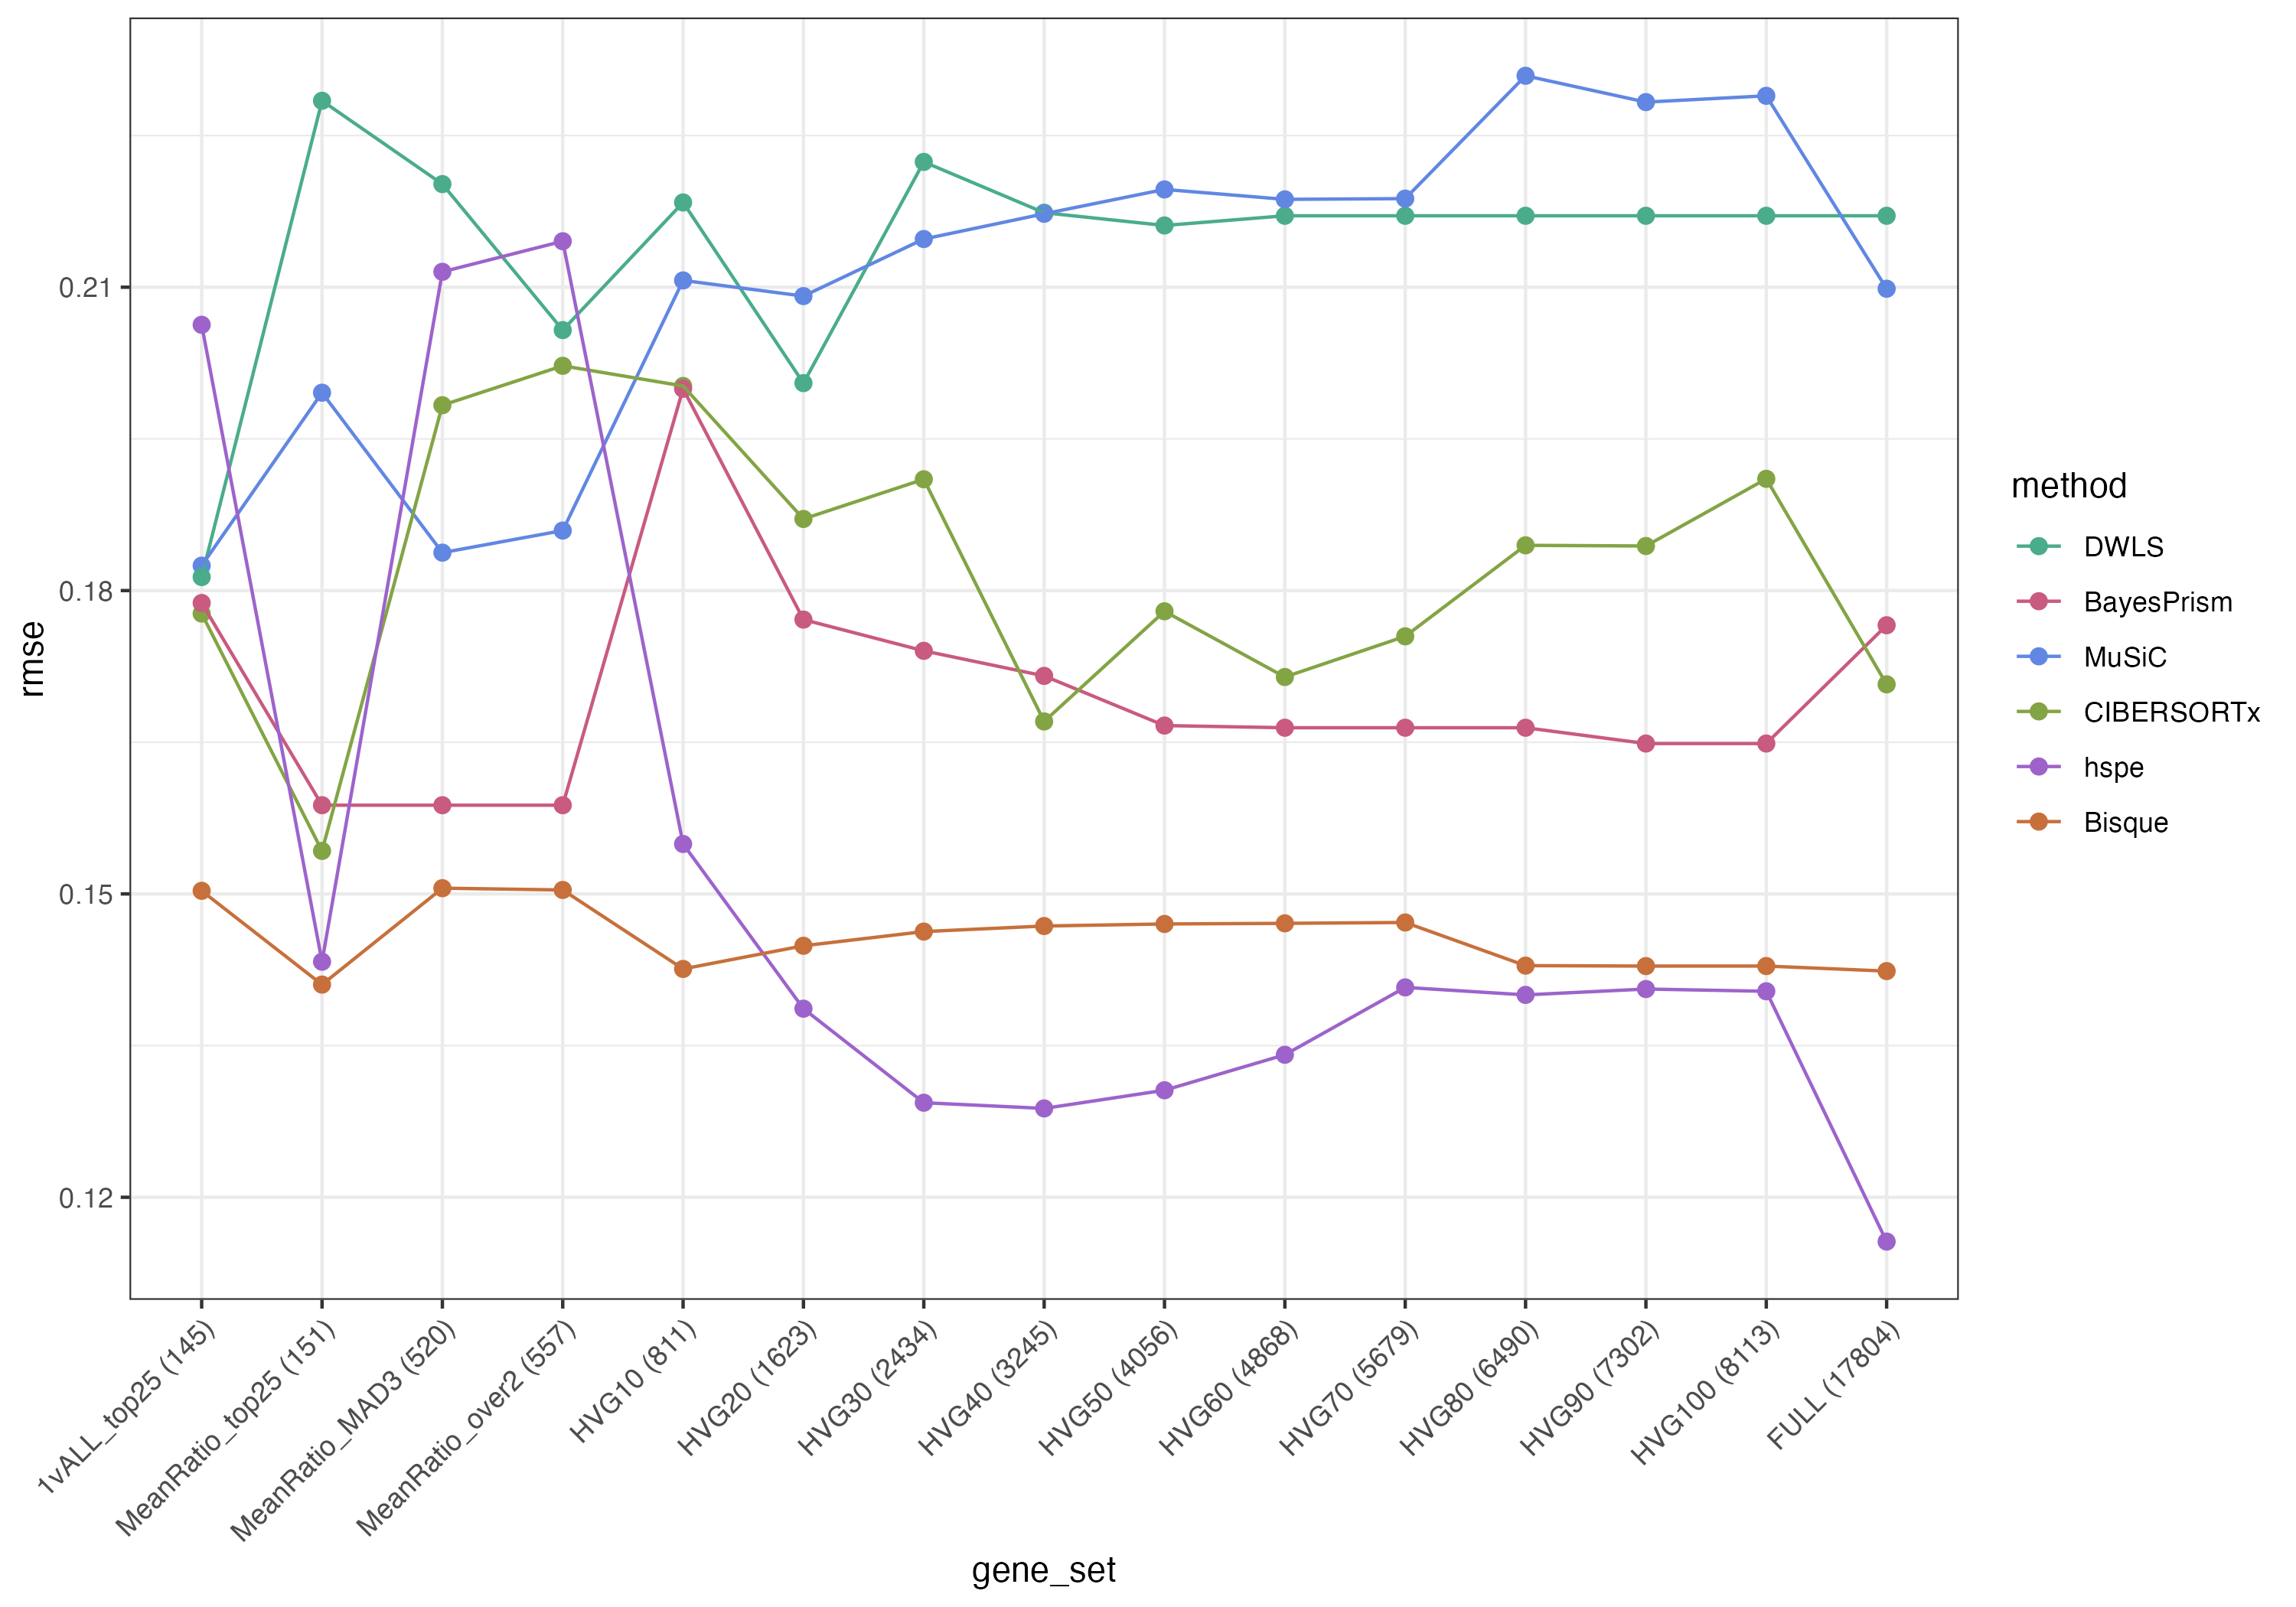 rmse
0.21
0.18
0.15
0.12
1vALL_top25 (145)
MeanRatio_top25 (151)
MeanRatio_MAD3 (520)
MeanRatio_over2 (557)
HVG10 (811)
HVG20 (1623)
HVG30 (2434)
HVG40 (3245)
HVG50 (4056)
HVG60 (4868)
HVG70 (5679)
HVG80 (6490)
HVG90 (7302)
HVG100 (8113)
FULL (17804)
gene_set
method
DWLS
BayesPrism
MuSiC
CIBERSORTx
hspe
Bisque